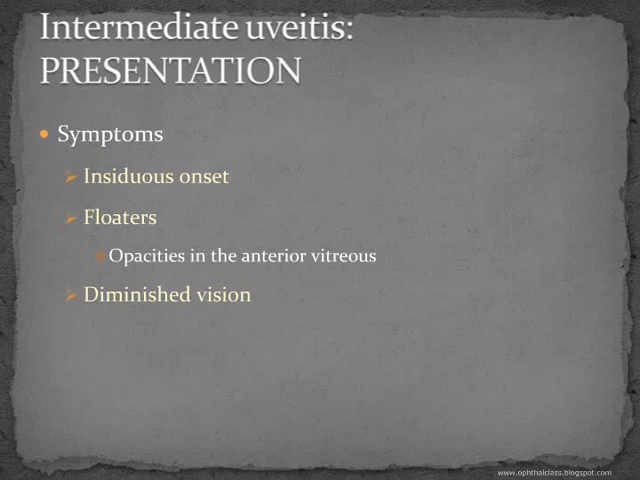 Intermediate uveitis:
PRESENTATION
Symptoms
Insiduous onset
Floaters
Opacities in the anterior vitreous
Diminished vision
www.ophthalclass.blogspot.com